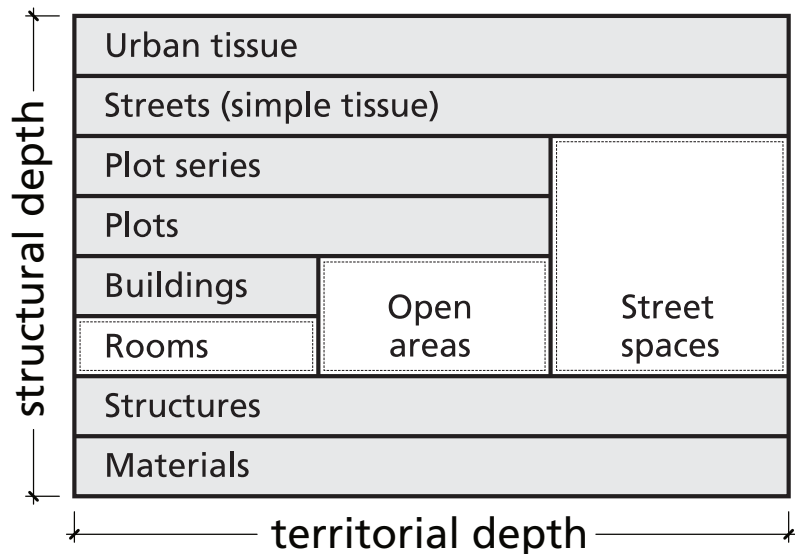 structural depth
Urban tissue
Streets (simple tissue)
Plot series
Plots
Buildings
Rooms
Open
areas
Street
spaces
Structures
Materials
territorial depth